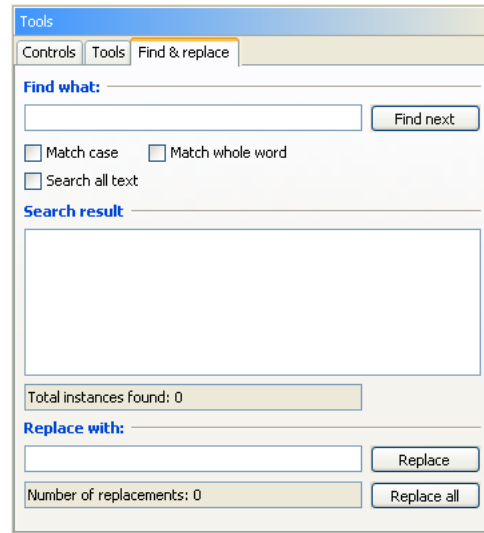 Tools
Controls Tools Find & replace
Find what:
Find next
Match case Match whole word
Search all text
Search result
Total instances found: 0
Replace with:
Replace
Number of replacements: 0 Replace all